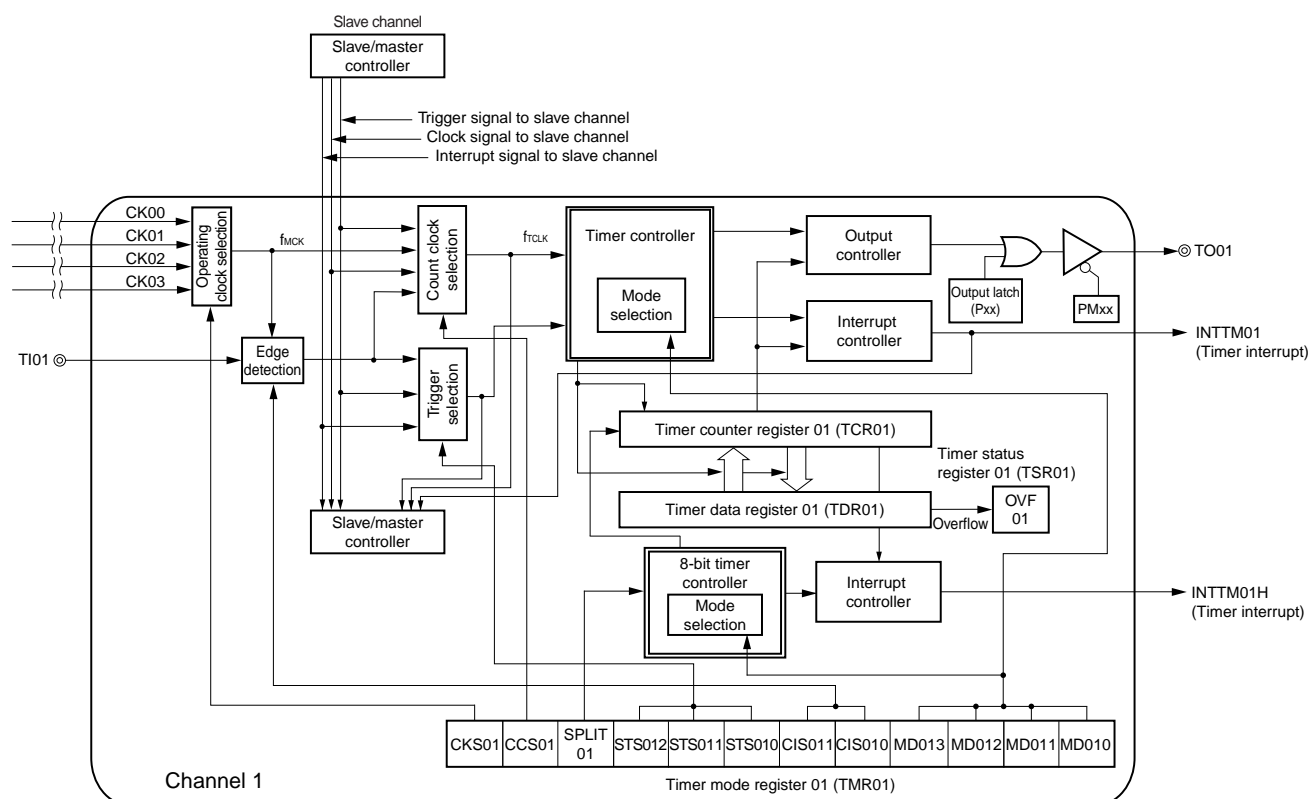 Slave channel
Slave/master
controller
Trigger signal to slave channel
Clock signal to slave channel
Interrupt signal to slave channel
CK00
CK01
CK02
CK03
Operating
clock selection
fMCK
Count clock
selection
fTCLK
Timer controller
Mode
selection
Output
controller
Output latch
(Pxx)
PMxx
TO01
Interrupt
controller
INTTM01
(Timer interrupt)
TI01
Edge
detection
Trigger
selection
Slave/master
controller
Timer counter register 01 (TCR01)
Timer status
register 01 (TSR01)
Timer data register 01 (TDR01)
Overflow
OVF
01
8-bit timer
controller
Mode
selection
Interrupt
controller
INTTM01H
(Timer interrupt)
CKS01
CCS01
SPLIT
01
STS012
STS011
STS010
CIS011
CIS010
MD013
MD012
MD011
MD010
Channel 1
Timer mode register 01 (TMR01)